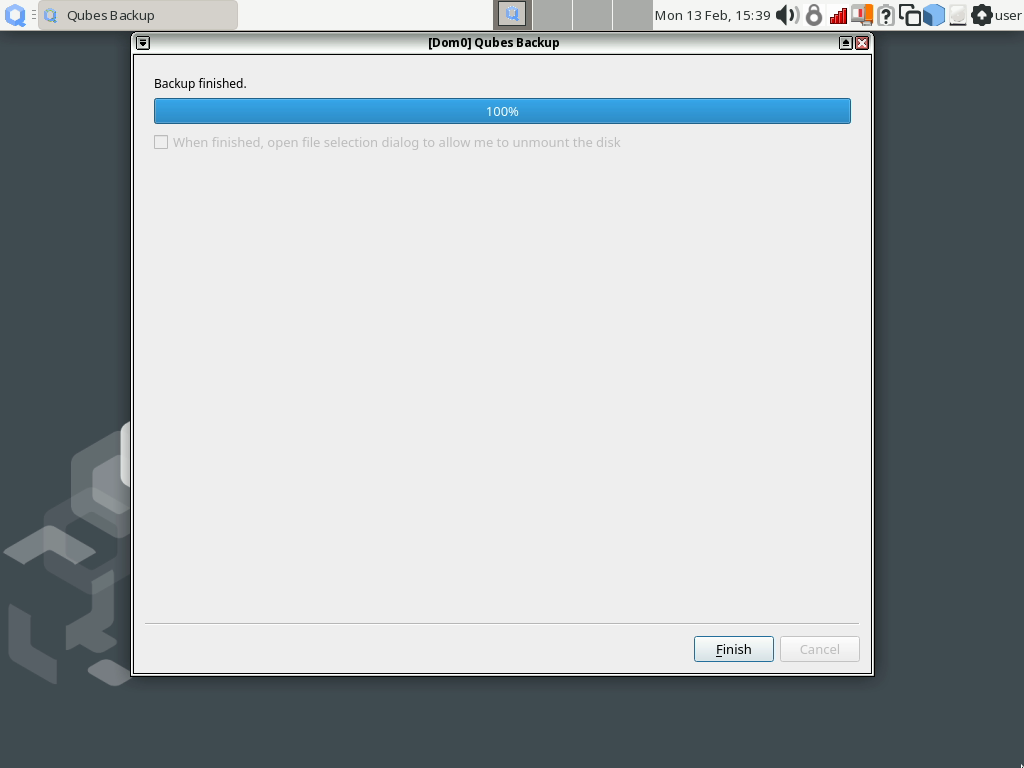 Qubes Backup
Mon 13 Feb, 15:39
user
[Dom0] Qubes Backup
Backup finished.
100%
When finished, open file selection dialog to allow me to unmount the disk
Finish
Cancel